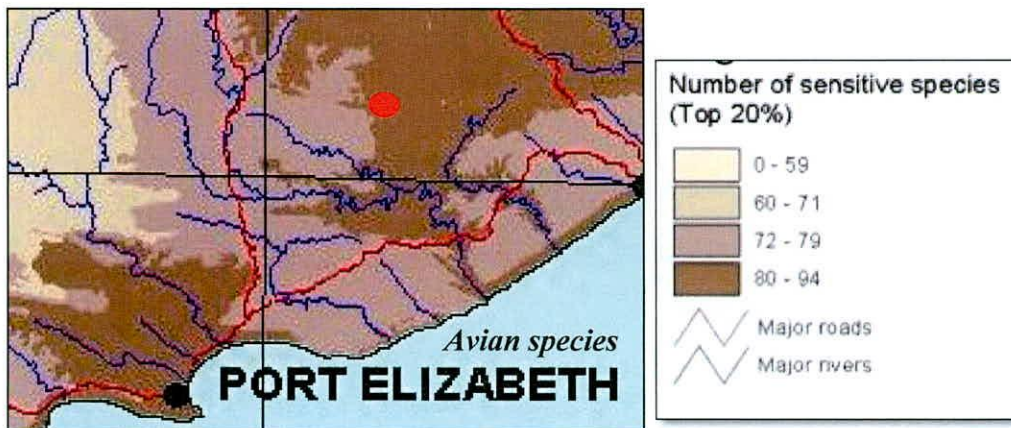 Avian species
PORT ELIZABETH
Number of sensitive species
(Top 20%)
0 - 59
60 - 71
72 - 79
80 - 94
Major roads
Major rivers